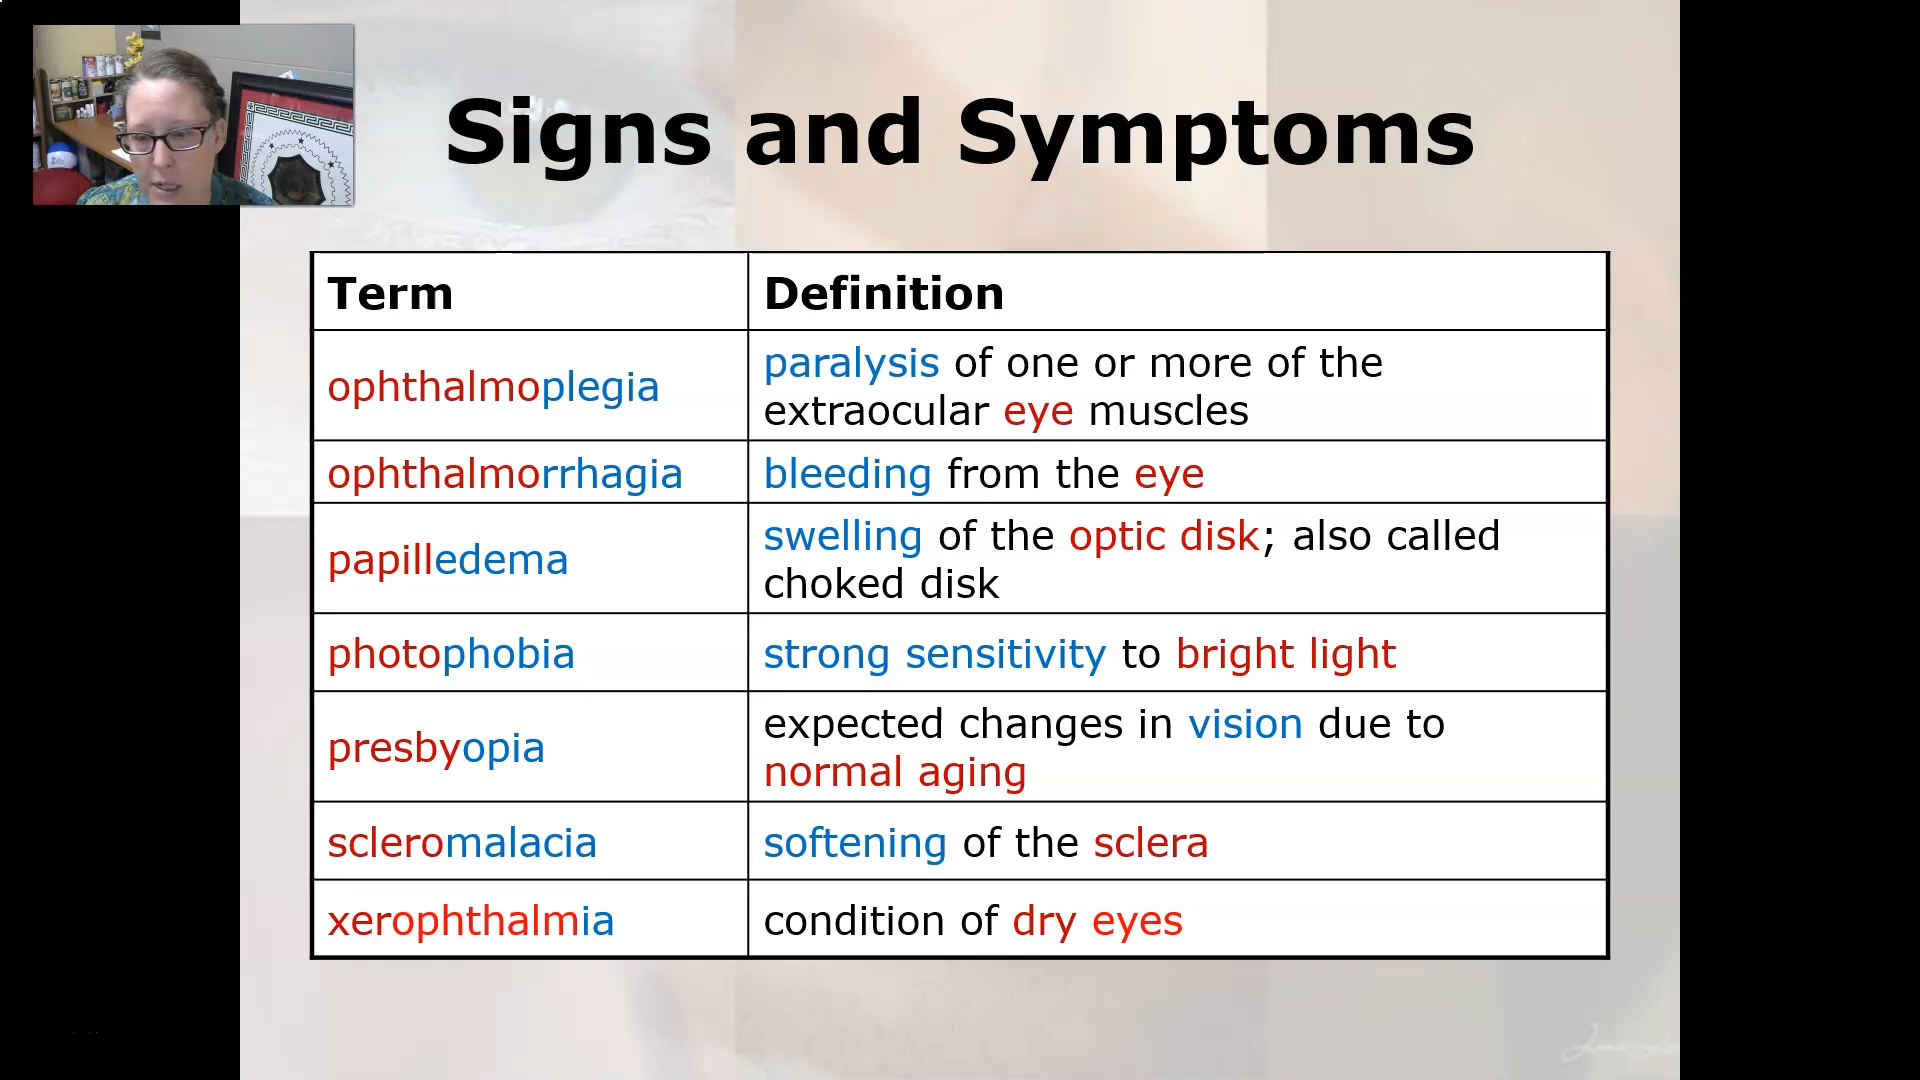 Signs and Symptoms
Term
Definition
ophthalmoplegia
paralysis of one or more of the
extraocular eye muscles
ophthalmorrhagia
bleeding from the eye
papilledema
swelling of the optic disk; also called
choked disk
photophobia
strong sensitivity to bright light
presbyopia
expected changes in vision due to
normal aging
scleromalacia
softening of the sclera
xerophthalmia
condition of dry eyes